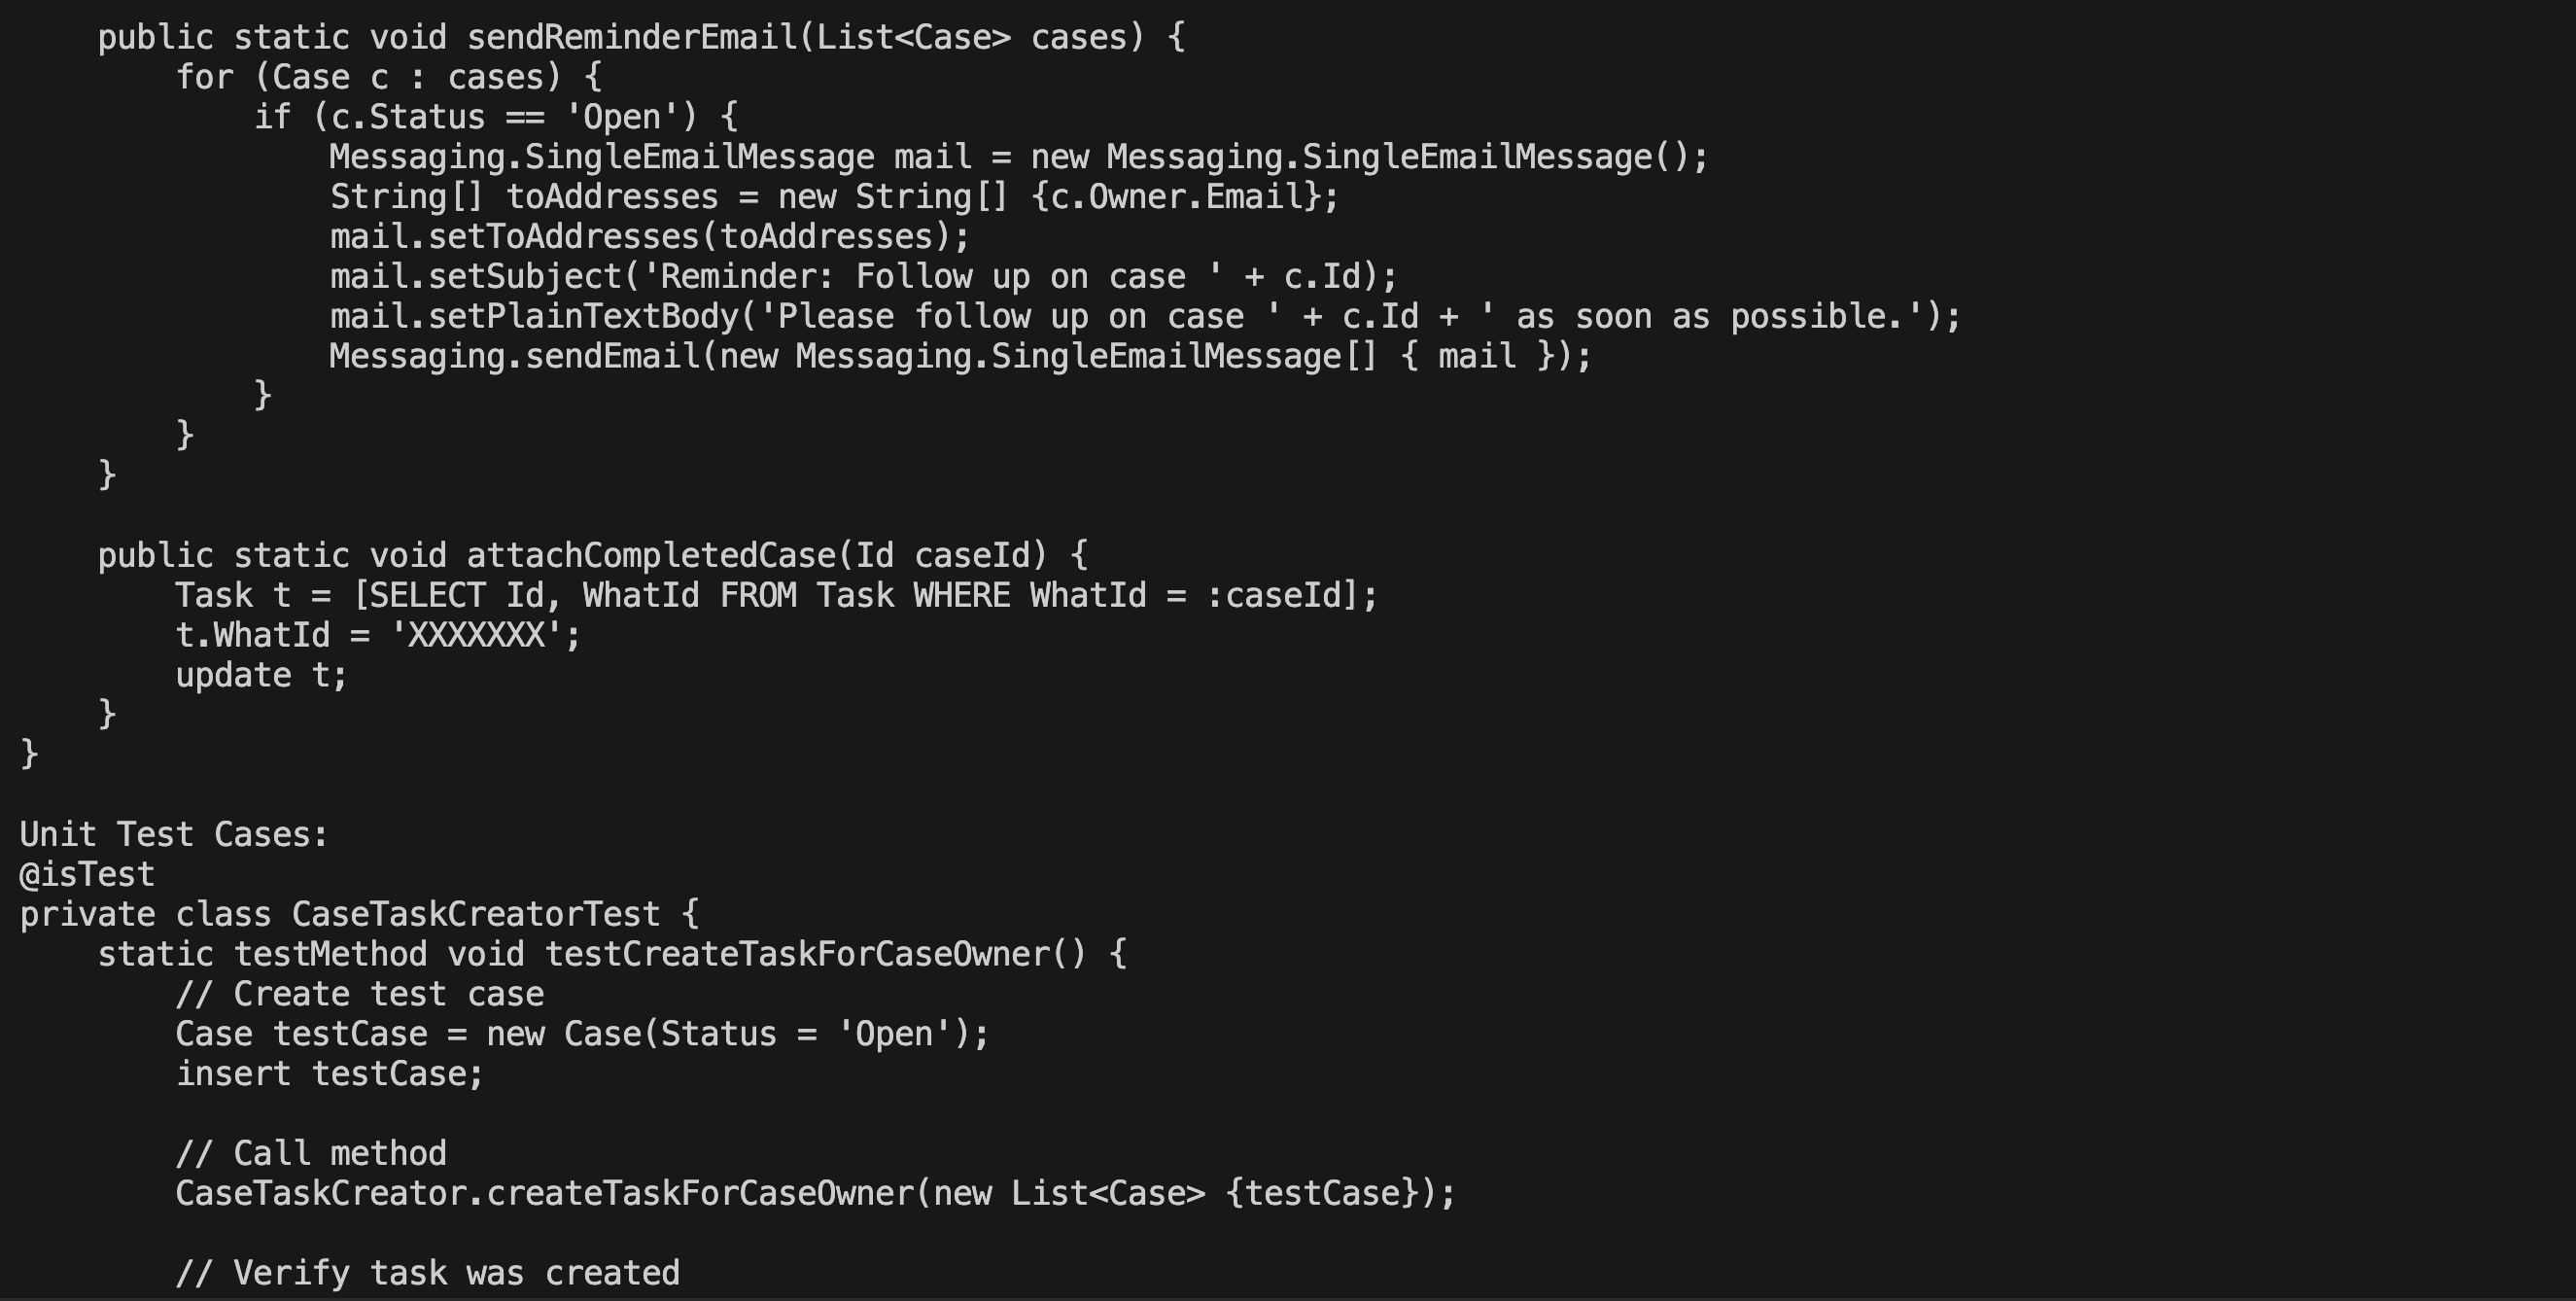 public static void sendReminderEmail(List<Case> cases) {
for (Case c : cases) {
if (c.Status == 'Open') {
Messaging.SingleEmailMessage mail = new Messaging.SingleEmailMessage();
String[] toAddresses = new String[] {c.Owner.Email};
mail.setToAddresses(toAddresses);
mail.setSubject('Reminder: Follow up on case ' + c.Id);
mail.setPlainTextBody('Please follow up on case ' + c.Id + ' as soon as possible.');
Messaging.sendEmail(new Messaging.SingleEmailMessage[] { mail });
}
}
}
public static void attachCompletedCase(Id caseId) {
Task t = [SELECT Id, WhatId FROM Task WHERE WhatId = :caseId];
t.WhatId = 'XXXXXXX';
update t;
}
}
Unit Test Cases:
@isTest
private class CaseTaskCreatorTest {
static testMethod void testCreateTaskForCaseOwner() {
// Create test case
Case testCase = new Case(Status = 'Open');
insert testCase;
// Call method
CaseTaskCreator.createTaskForCaseOwner(new List<Case> {testCase});
// Verify task was created